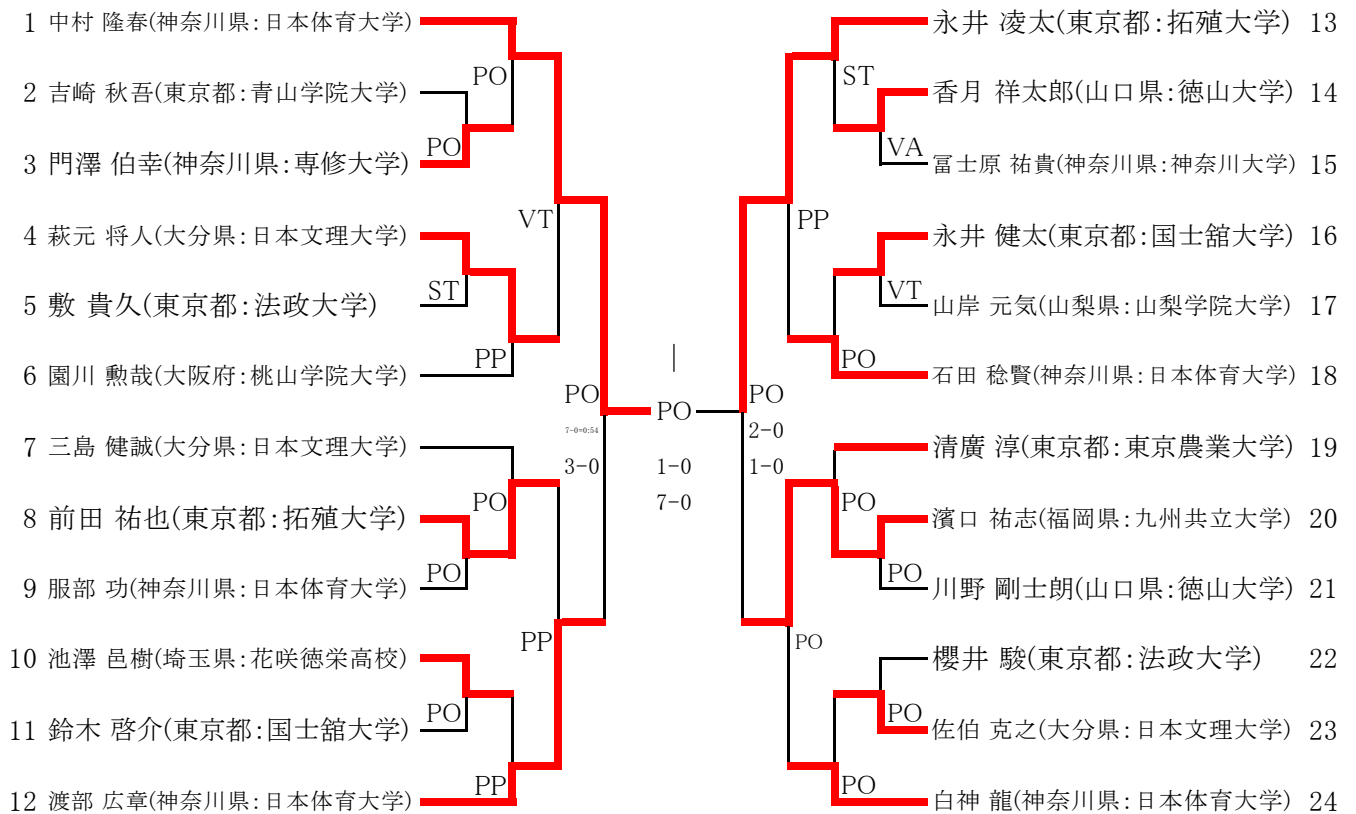 1 中村 隆春(神奈川県:日本体育大学)
PO
2 吉崎 秋吾(東京都:青山学院大学)
PO
3 門澤 伯幸(神奈川県:専修大学)
VT
4 萩元 将人(大分県:日本文理大学)
ST
5 敷 貴久(東京都:法政大学)
PP
6 園川 勲哉(大阪府:桃山学院大学)
PO
7-0=0:54
3-0
7 三島 健誠(大分県:日本文理大学)
PO
8 前田 祐也(東京都:拓殖大学)
PO
9 服部 功(神奈川県:日本体育大学)
PP
10 池澤 邑樹(埼玉県:花咲徳栄高校)
PO
11 鈴木 啓介(東京都:国士舘大学)
PP
12 渡部 広章(神奈川県:日本体育大学)
|
PO
1-0
7-0
永井 凌太(東京都:拓殖大学) 13
ST
香月 祥太郎(山口県:徳山大学) 14
VA
冨士原 祐貴(神奈川県:神奈川大学) 15
PP
永井 健太(東京都:国士舘大学) 16
VT
山岸 元気(山梨県:山梨学院大学) 17
PO
石田 稔賢(神奈川県:日本体育大学) 18
PO
2-0
1-0
清廣 淳(東京都:東京農業大学) 19
PO
濱口 祐志(福岡県:九州共立大学) 20
PO
川野 剛士朗(山口県:徳山大学) 21
PO
櫻井 駿(東京都:法政大学) 22
PO
佐伯 克之(大分県:日本文理大学) 23
PO
白神 龍(神奈川県:日本体育大学) 24